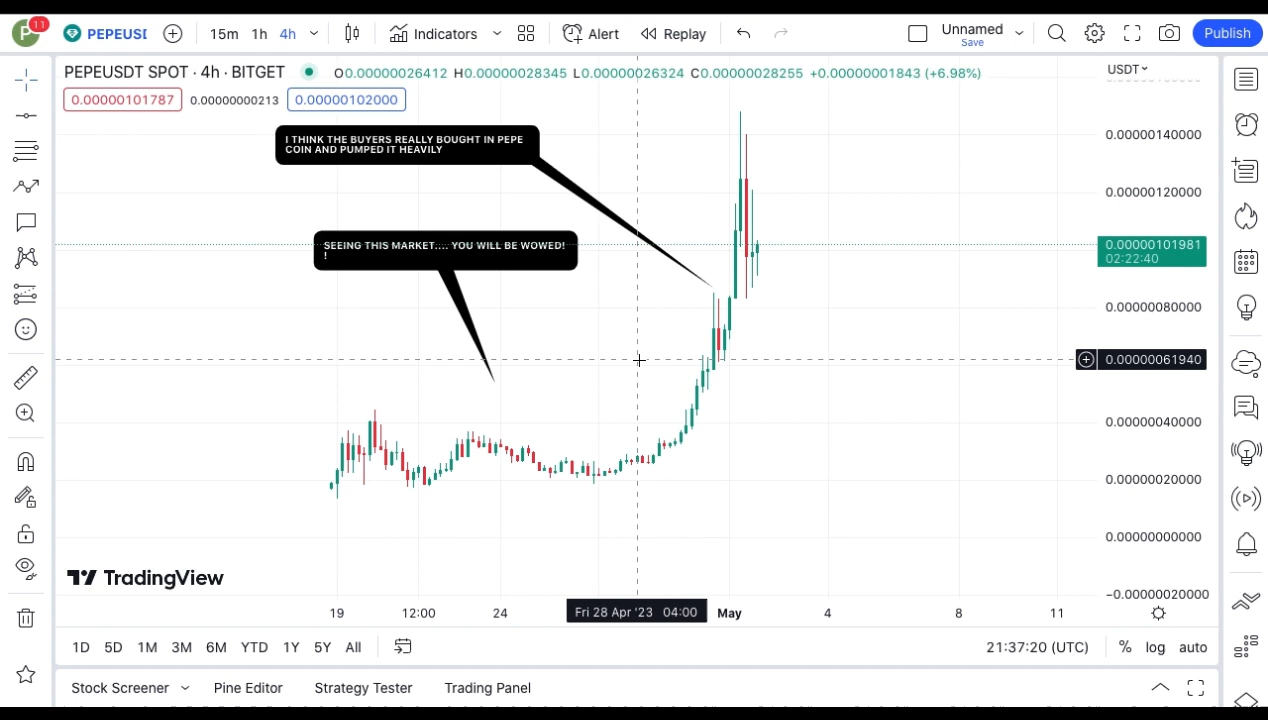 P 11 PEPEUSI 15m 1h 4h Indicators Alert Replay Unnamed Save Publish
PEPEUSDT SPOT · 4h · BITGET O0.00000026412 H0.00000028345 L0.00000026324 C0.00000028255 +0.00000001843 (+6.98%) USDT
0.00000101787 0.00000000213 0.00000102000
I THINK THE BUYERS REALLY BOUGHT IN PEPE
COIN AND PUMPED IT HEAVILY
0.00000140000
0.00000120000
SEEING THIS MARKET.... YOU WILL BE WOWED!
!
0.00000101981
02:22:40
0.00000080000
0.00000061940
0.00000040000
0.00000020000
0.00000000000
−0.00000020000
TradingView
19 12:00 24 Fri 28 Apr '23 04:00 May 4 8 11
1D 5D 1M 3M 6M YTD 1Y 5Y All 21:37:20 (UTC) % log auto
Stock Screener Pine Editor Strategy Tester Trading Panel